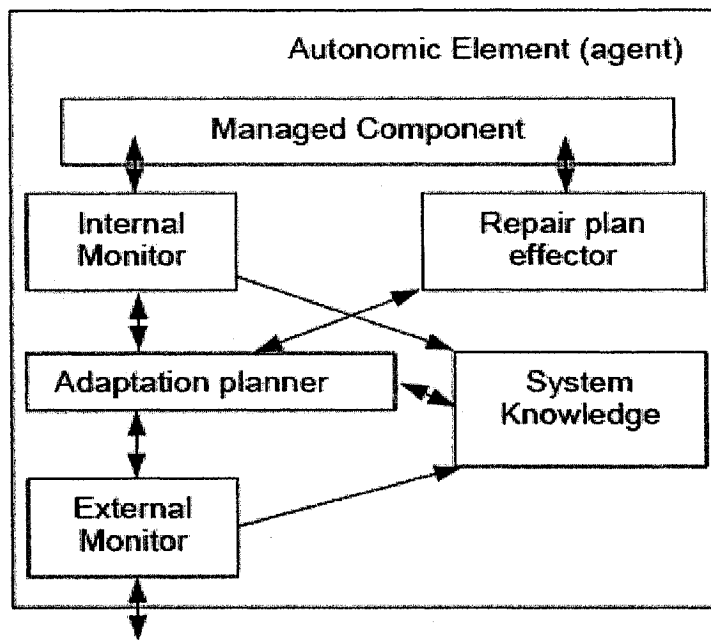 Autonomic Element (agent)
Managed Component
Internal
Monitor
Repair plan
effector
Adaptation planner
System
Knowledge
External
Monitor